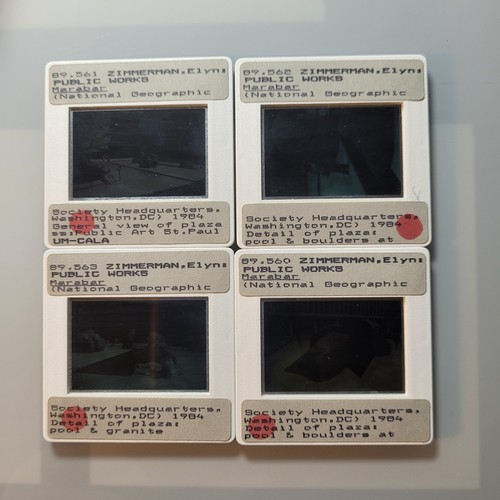 89.561 ZIMMERMAN,Elyn:
PUBLIC WORKS
Marabar
(National Geographic
Society Headquarters,
Washington,DC) 1984
General view of plaza
ss:Public Art St.Paul
UM-CALA
89.562 ZIMMERMAN,Elyn:
PUBLIC WORKS
Marabar
(National Geographic
Society Headquarters,
Washington,DC) 1984
Detail of plaza:
pool & boulders at
89.563 ZIMMERMAN,Elyn:
PUBLIC WORKS
Marabar
(National Geographic
Society Headquarters,
Washington,DC) 1984
Detail of plaza:
pool & granite
89.560 ZIMMERMAN,Elyn:
PUBLIC WORKS
Marabar
(National Geographic
Society Headquarters,
Washington,DC) 1984
Detail of plaza:
pool & boulders at